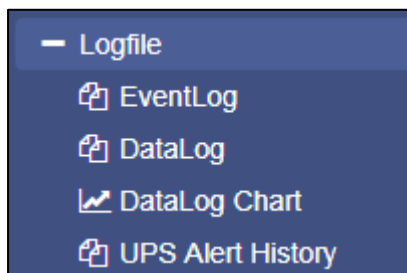 Logfile
EventLog
DataLog
DataLog Chart
UPS Alert History